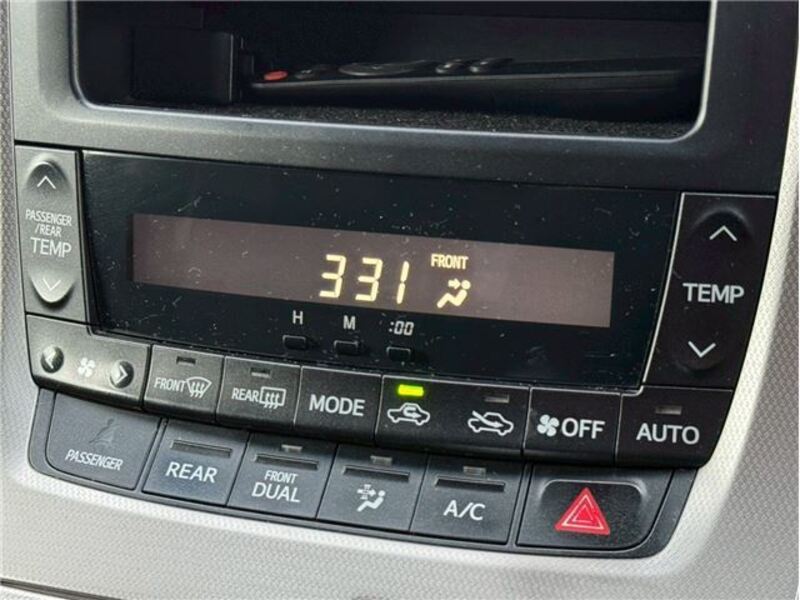 PASSENGER
/REAR
TEMP
331
FRONT
H M :00
TEMP
FRONT
REAR
MODE
OFF
AUTO
PASSENGER
REAR
FRONT
DUAL
A/C